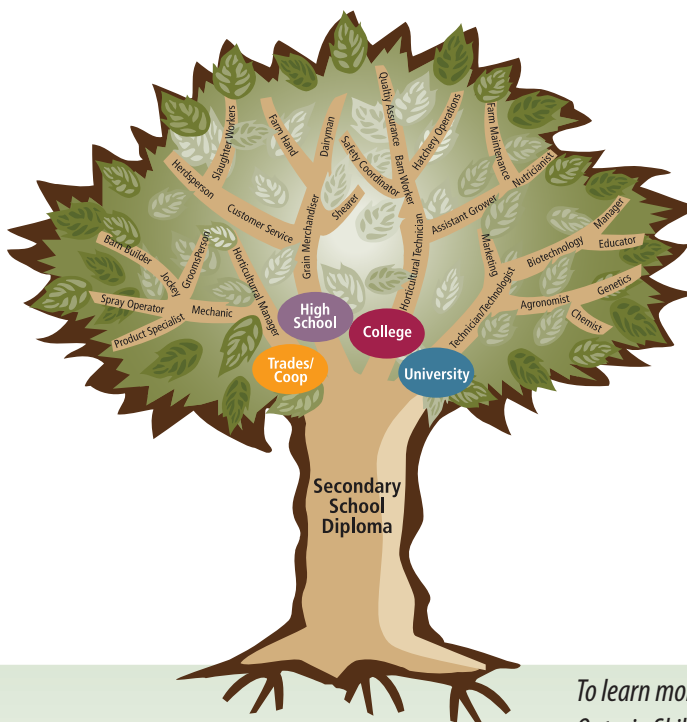 Slaughter Workers
Herdsperson
Customer Service
Farm Hand
Dairyman
Grain Merchandiser
Shearer
Safety Coordinator
Qualtiy Assurance
Barn Worker
Hatchery Operations
Farm Maintenance
Nutricianist
Assistant Grower
Horticultural Technician
Barn Builder
Jockey
GroomsPerson
Horticultural Manager
Spray Operator
Mechanic
Product Specialist
Marketing
Technician/Technologist
Biotechnology
Manager
Educator
Agronomist
Genetics
Chemist
High
School
College
Trades/
Coop
University
Secondary
School
Diploma
To learn mo